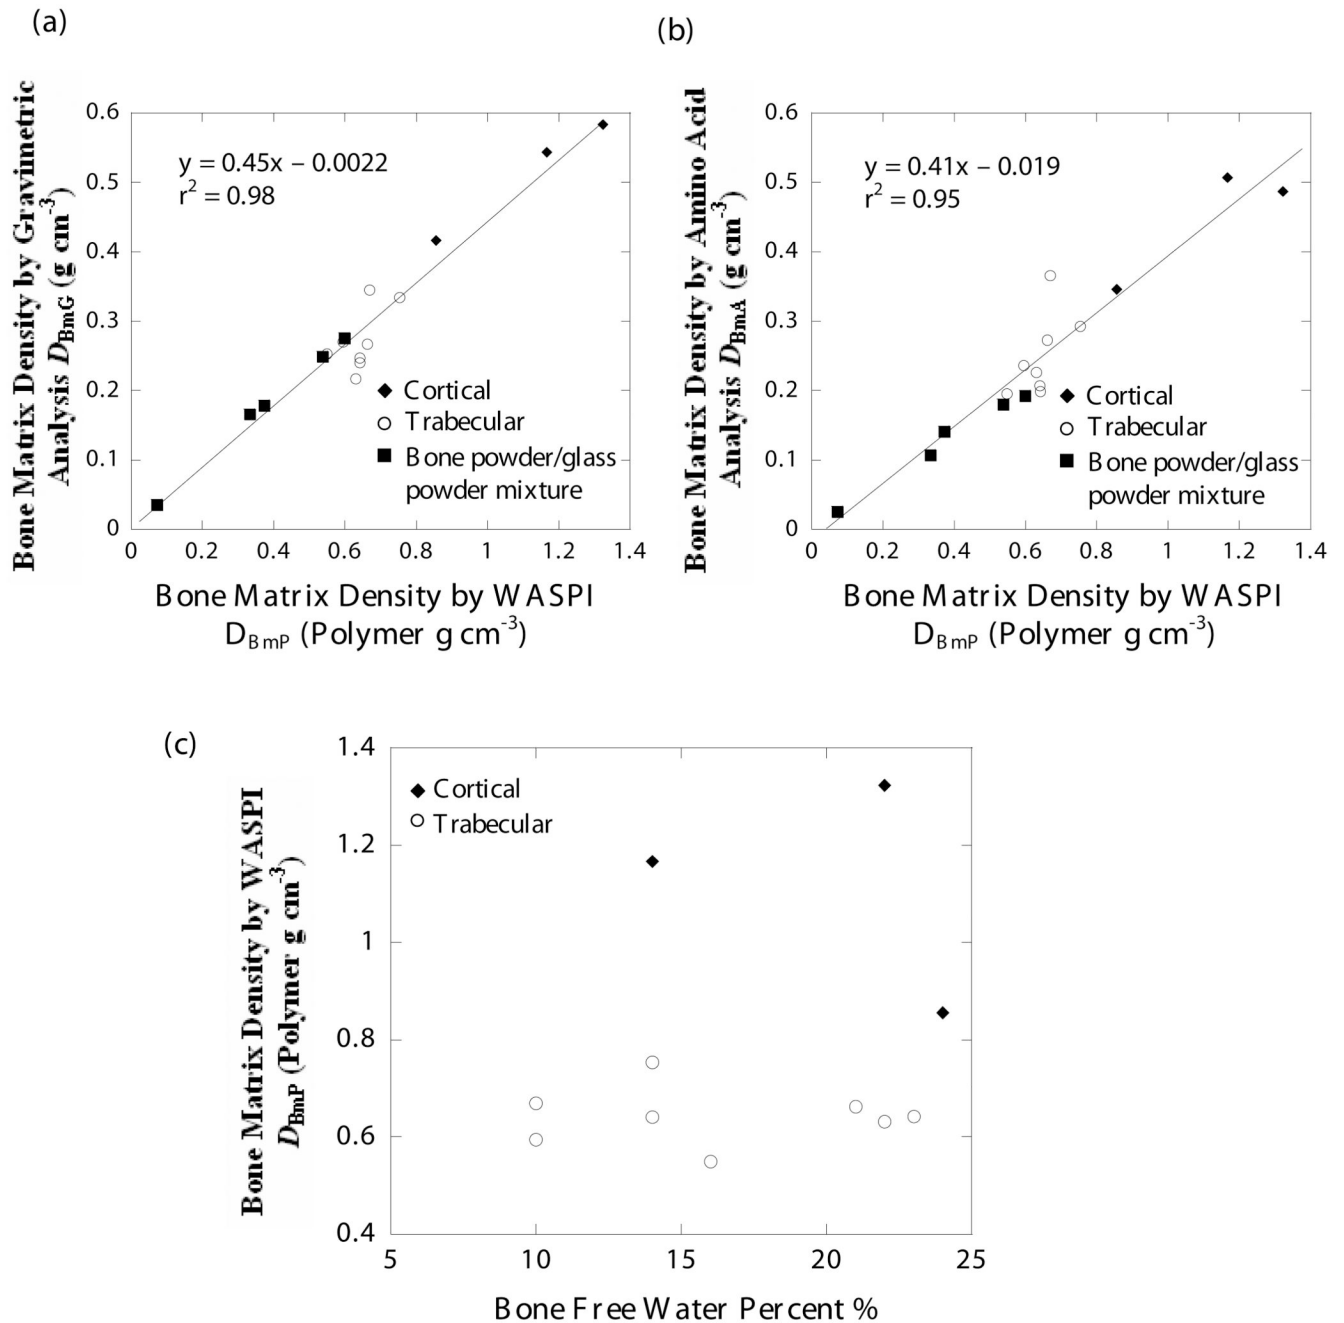 (a)
Bone Matrix Density by Gravimetric
Analysis D_BmG (g cm⁻³)
0.6
0.5
0.4
0.3
0.2
0.1
0
y = 0.45x – 0.0022
r² = 0.98
Cortical
Trabecular
Bone powder/glass
powder mixture
0 0.2 0.4 0.6 0.8 1 1.2 1.4
Bone Matrix Density by WASPI
D_BmP (Polymer g cm⁻³)
(b)
Bone Matrix Density by Amino Acid
Analysis D_BmA (g cm⁻³)
0.6
0.5
0.4
0.3
0.2
0.1
0
y = 0.41x – 0.019
r² = 0.95
Cortical
Trabecular
Bone powder/glass
powder mixture
0 0.2 0.4 0.6 0.8 1 1.2 1.4
Bone Matrix Density by WASPI
D_BmP (Polymer g cm⁻³)
(c)
Bone Matrix Density by WASPI
D_BmP (Polymer g cm⁻³)
1.4
1.2
1
0.8
0.6
0.4
Cortical
Trabecular
5 10 15 20 25
Bone Free Water Percent %